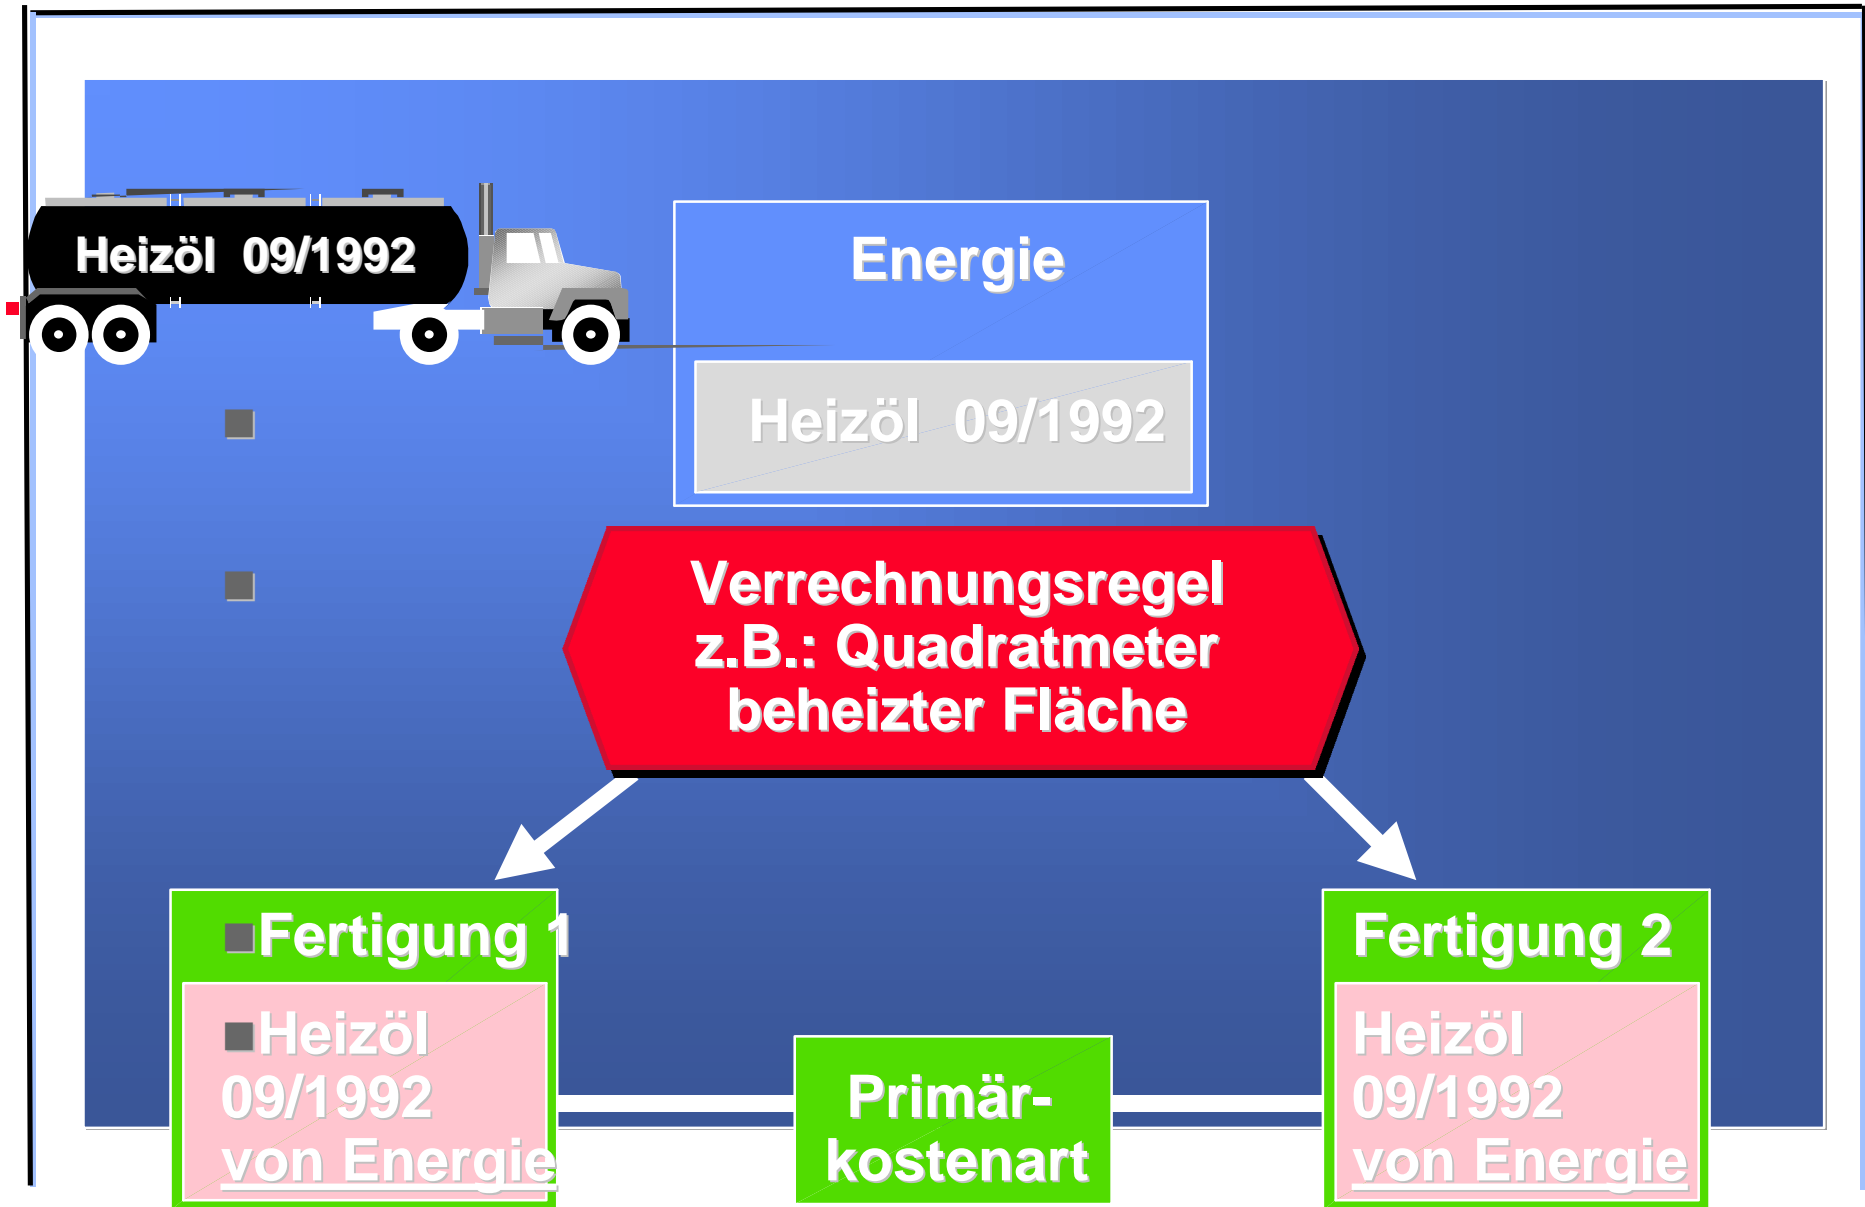 Heizöl 09/1992
Energie
Heizöl 09/1992
Verrechnungsregel
z.B.: Quadratmeter
beheizter Fläche
Fertigung 1
Heizöl
09/1992
von Energie
Primär-
kostenart
Fertigung 2
Heizöl
09/1992
von Energie